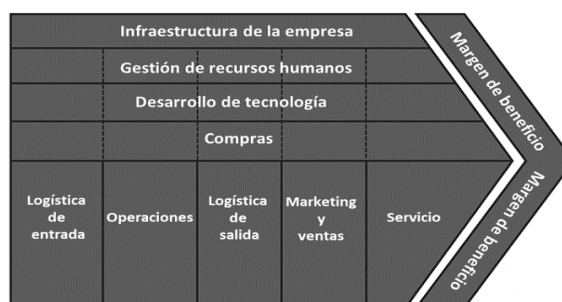 Infraestructura de la empresa
Gestión de recursos humanos
Desarrollo de tecnología
Compras
Logística
de
entrada
Operaciones
Logística
de
salida
Marketing
y
ventas
Servicio
Margen de beneficio
Margen de beneficio